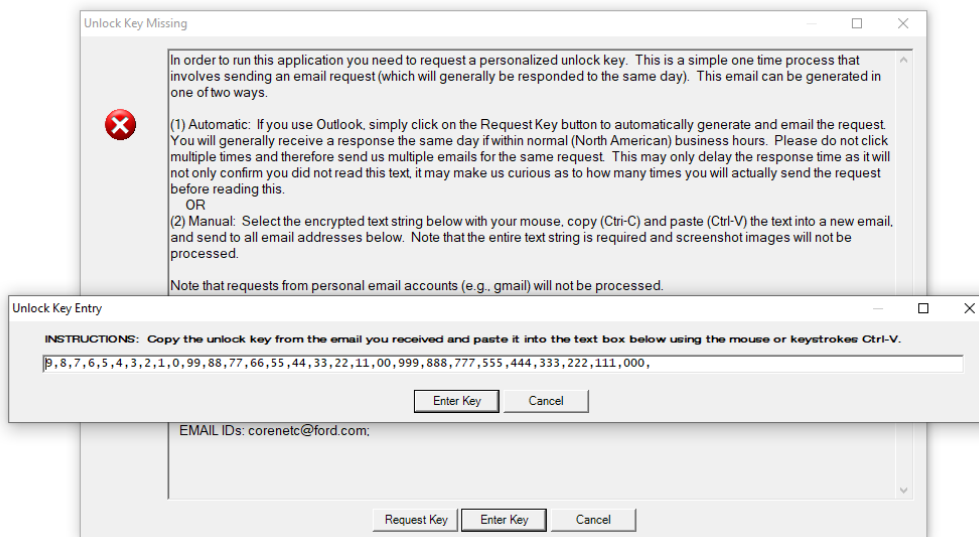 Unlock Key Missing
In order to run this application you need to request a personalized unlock key. This is a simple one time process that
involves sending an email request (which will generally be responded to the same day). This email can be generated in
one of two ways.
(1) Automatic: If you use Outlook, simply click on the Request Key button to automatically generate and email the request.
You will generally receive a response the same day if within normal (North American) business hours. Please do not click
multiple times and therefore send us multiple emails for the same request. This may only delay the response time as it will
not only confirm you did not read this text, it may make us curious as to how many times you will actually send the request
before reading this.
OR
(2) Manual: Select the encrypted text string below with your mouse, copy (Ctrl-C) and paste (Ctrl-V) the text into a new email,
and send to all email addresses below. Note that the entire text string is required and screenshot images will not be
processed.
Note that requests from personal email accounts (e.g., gmail) will not be processed.
Unlock Key Entry
INSTRUCTIONS: Copy the unlock key from the email you received and paste it into the text box below using the mouse or keystrokes Ctrl-V.
9,8,7,6,5,4,3,2,1,0,99,88,77,66,55,44,33,22,11,00,999,888,777,555,444,333,222,111,000,
Enter Key Cancel
EMAIL IDs: corenetc@ford.com;
Request Key Enter Key Cancel